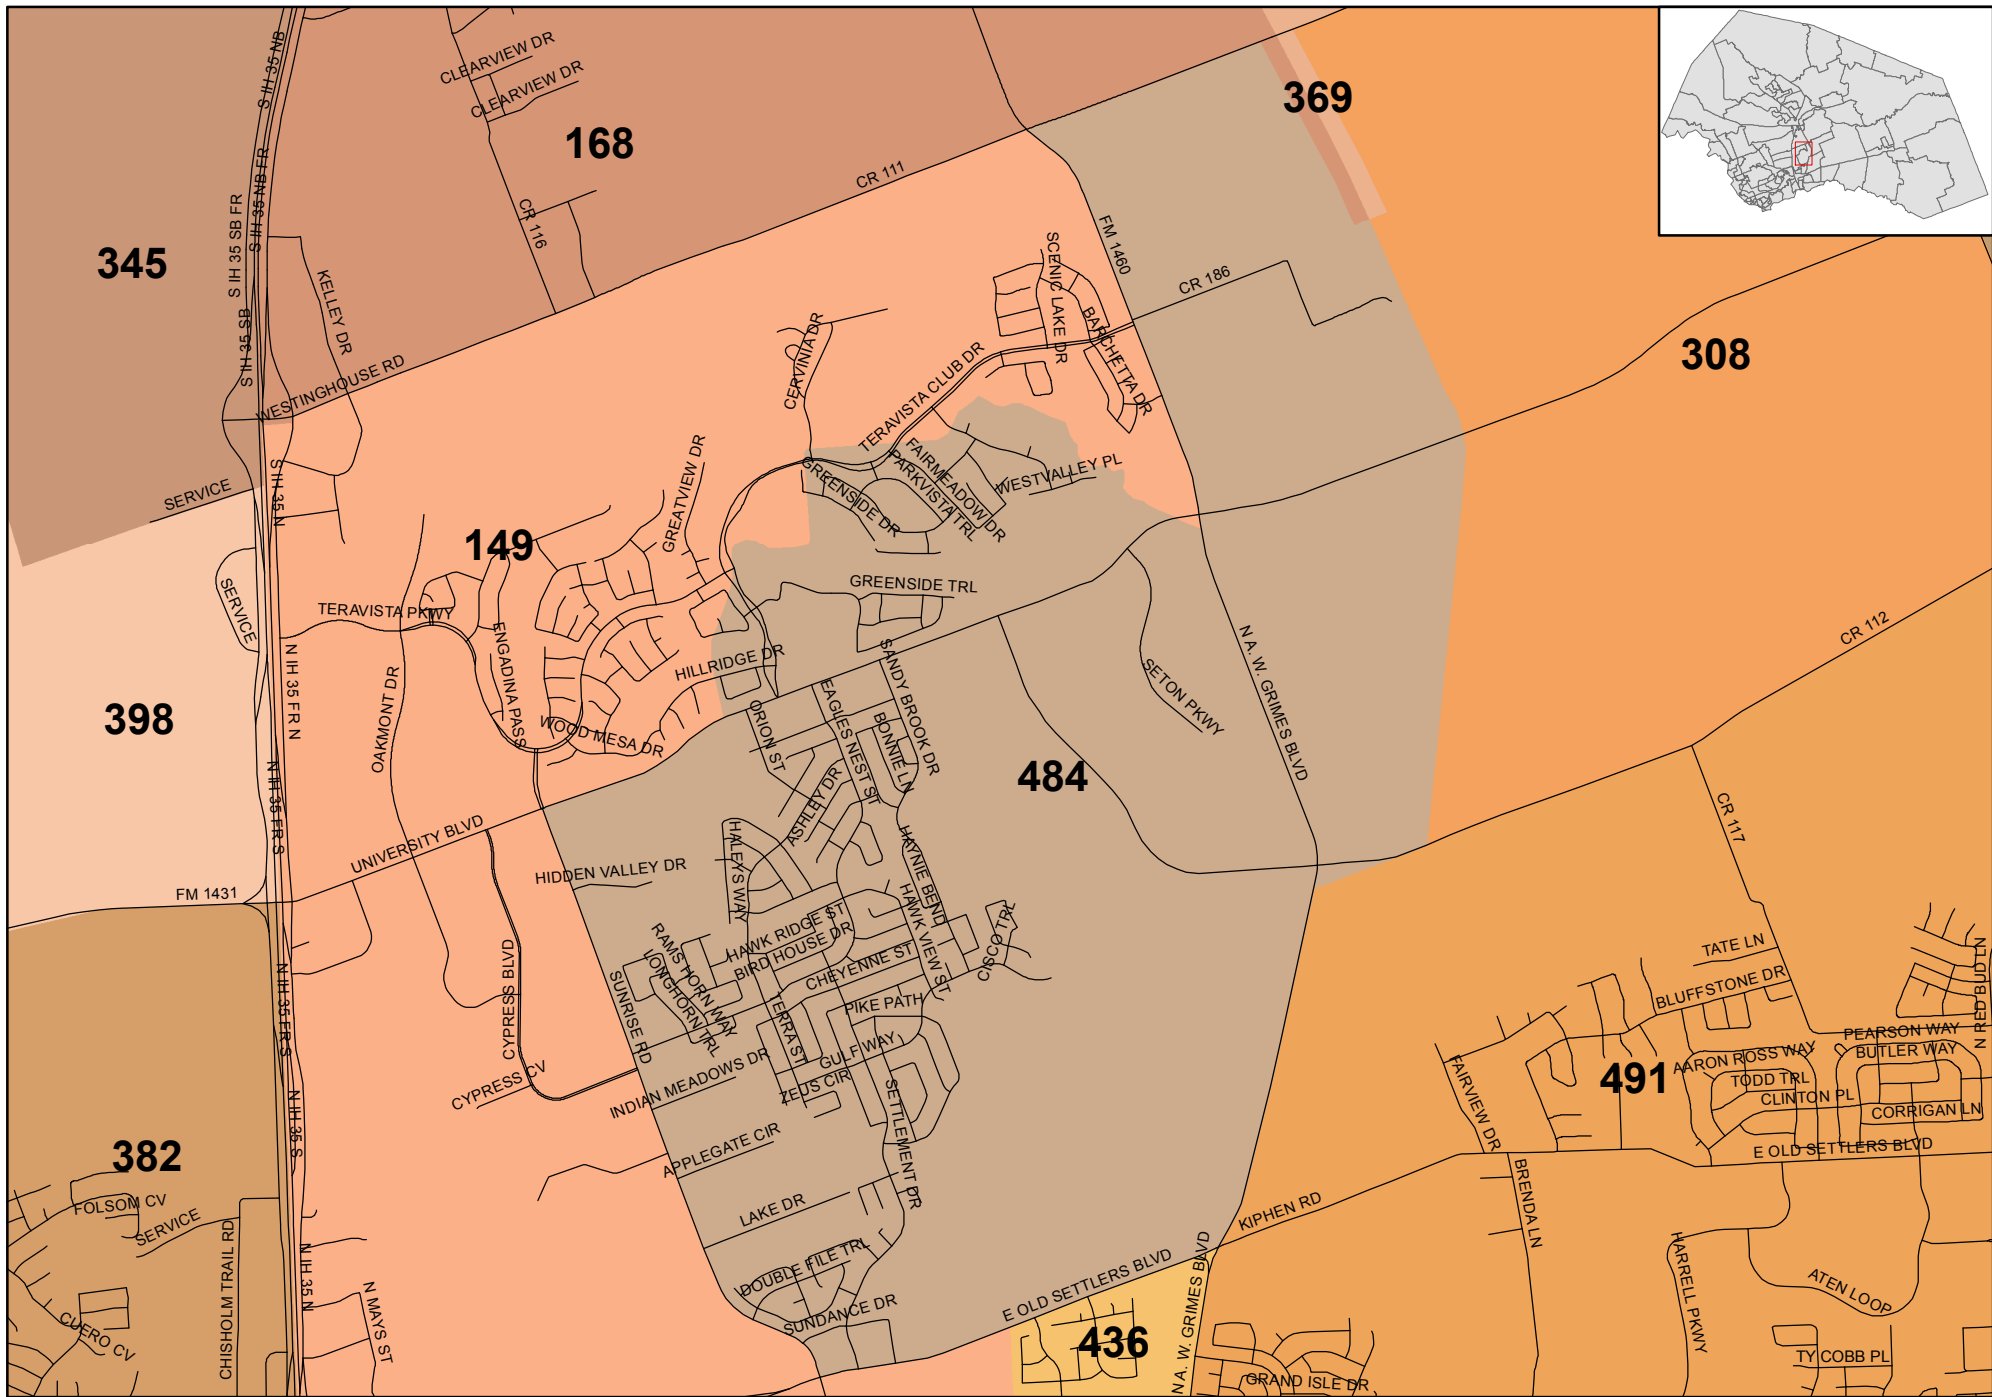 CLEARVIEW DR
CLEARVIEW DR
S IH 35 NB
369
168
S IH 35 NB FR
CR 111
CR 116
S IH 35 SB FR
345
FM 1460
SCENIC LAKE DR
CR 186
KELLEY DR
S IH 35 SB
BARCHETTA DR
CERVINIA DR
308
WESTINGHOUSE RD
TERAVISTA CLUB DR
FAIRMEADOW DR
PARKVISTA TRL
WESTVALLEY PL
GREENSIDE DR
GREATVIEW DR
S IH 35 N
SERVICE
149
SERVICE
GREENSIDE TRL
TERAVISTA PKWY
ENGADINA PASS
CR 112
N IH 35 FR N
OAKMONT DR
HILLRIDGE DR
SANDY BROOK DR
N A. W. GRIMES BLVD
SETON PKWY
398
EAGLES NEST ST
ORION ST
BONNIE LN
WOOD MESA DR
484
N IH 35 FR S
ASHLEY DR
CR 117
UNIVERSITY BLVD
HALEYS WAY
HAYNIE BEND
HIDDEN VALLEY DR
FM 1431
HAWK RIDGE ST
BIRD HOUSE DR
HAWK VIEW ST
CISCO TRL
RAMS HORN WAY
LONGHORN TRL
CHEYENNE ST
TATE LN
BLUFFSTONE DR
N RED BUD LN
CYPRESS BLVD
SUNRISE RD
N IH 35 FR S
TERRA ST
PIKE PATH
PEARSON WAY
BUTLER WAY
AARON ROSS WAY
GULF WAY
491
TODD TRL
CLINTON PL
CORRIGAN LN
CYPRESS CV
INDIAN MEADOWS DR
ZEUS CIR
SETTLEMENT DR
FAIRVIEW DR
N IH 35 S
382
APPLEGATE CIR
E OLD SETTLERS BLVD
FOLSOM CV
SERVICE
LAKE DR
KIPHEN RD
BRENDA LN
CHISHOLM TRAIL RD
N IH 35 N
DOUBLE FILE TRL
E OLD SETTLERS BLVD
N A. W. GRIMES BLVD
HARRELL PKWY
ATEN LOOP
CUERO CV
N MAYS ST
SUNDANCE DR
436
GRAND ISLE DR
TY COBB PL